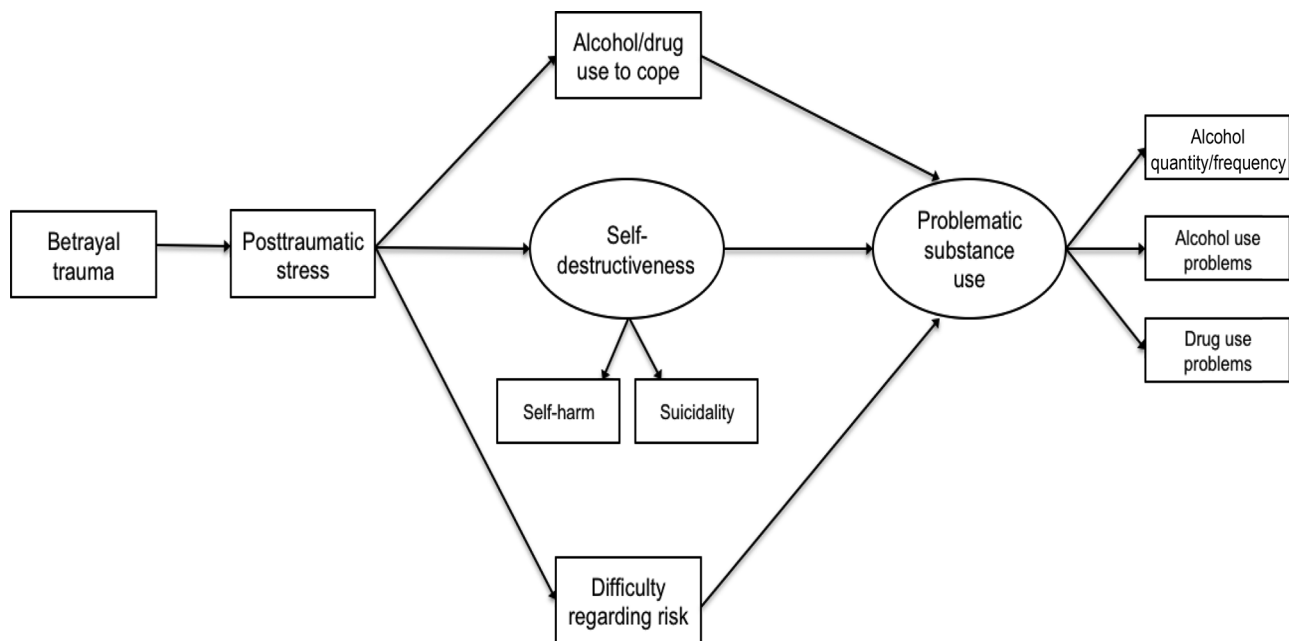 Alcohol/drug
use to cope
Alcohol
quantity/frequency
Betrayal
trauma
Posttraumatic
stress
Self-
destructiveness
Problematic
substance
use
Alcohol use
problems
Drug use
problems
Self-harm
Suicidality
Difficulty
regarding risk